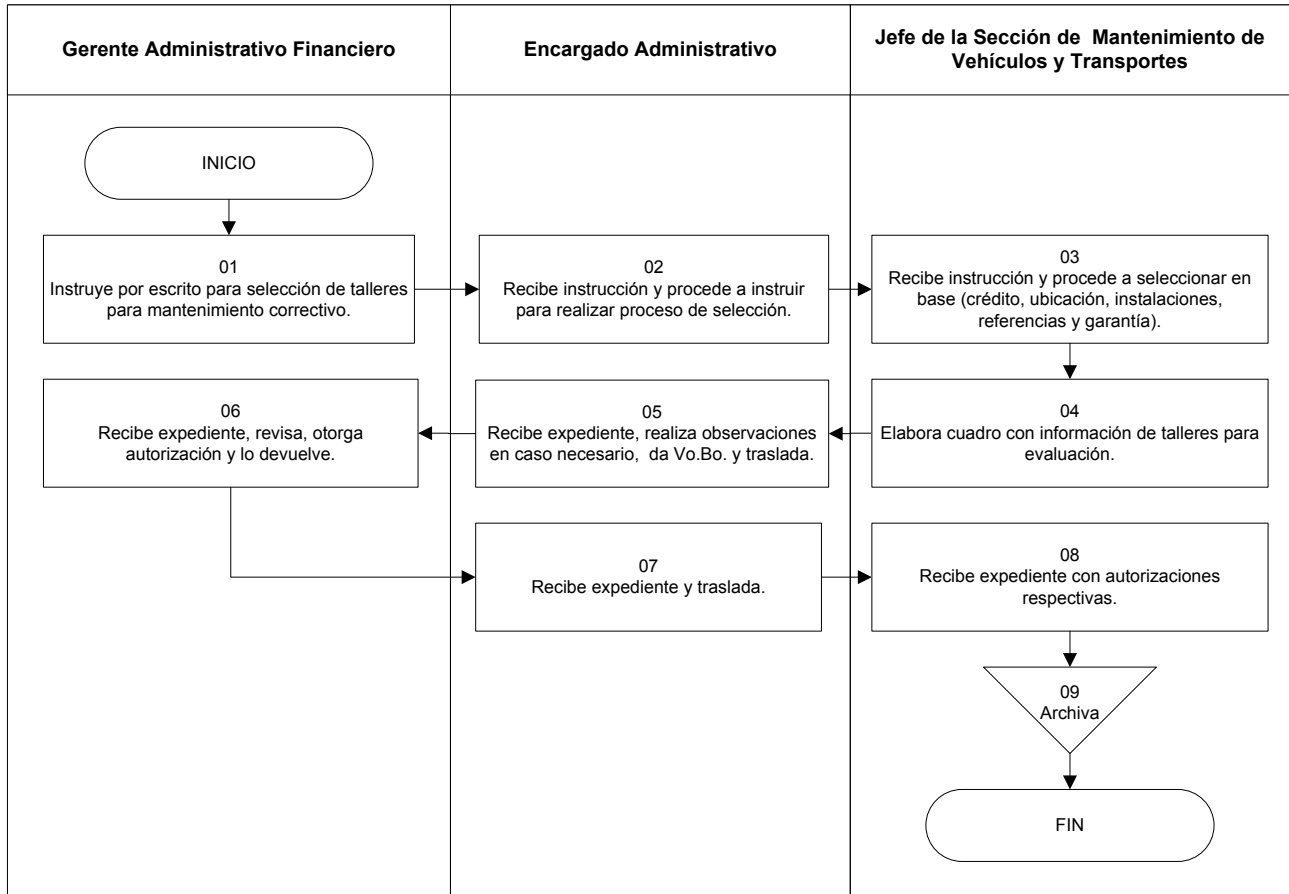 Gerente Administrativo Financiero
Encargado Administrativo
Jefe de la Sección de Mantenimiento de
Vehículos y Transportes
INICIO
01
Instruye por escrito para selección de talleres
para mantenimiento correctivo.
02
Recibe instrucción y procede a instruir
para realizar proceso de selección.
03
Recibe instrucción y procede a seleccionar en
base (crédito, ubicación, instalaciones,
referencias y garantía).
04
Elabora cuadro con información de talleres para
evaluación.
05
Recibe expediente, realiza observaciones
en caso necesario, da Vo.Bo. y traslada.
06
Recibe expediente, revisa, otorga
autorización y lo devuelve.
07
Recibe expediente y traslada.
08
Recibe expediente con autorizaciones
respectivas.
09
Archiva
FIN